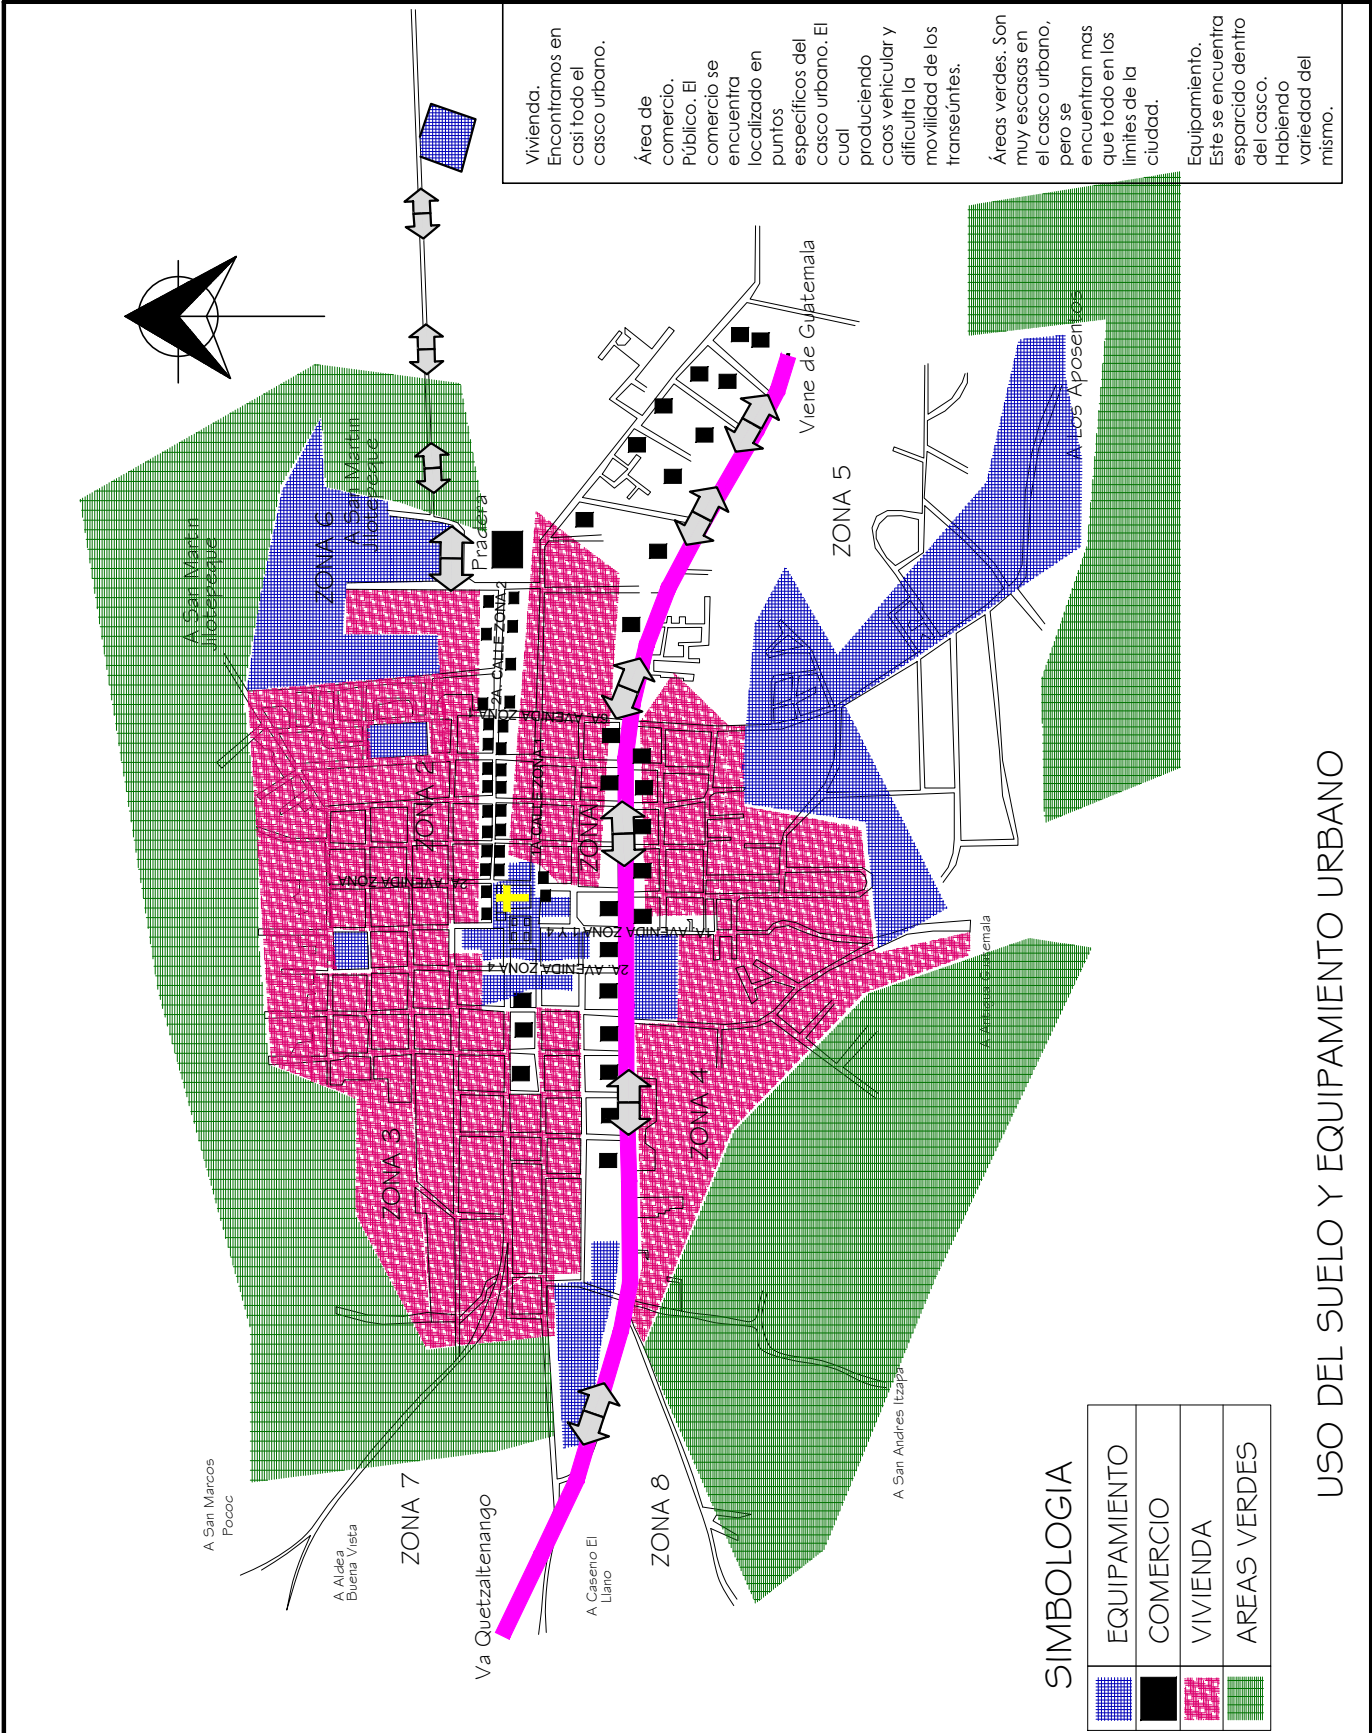 Vivienda.
Encontramos en
casi todo el
casco urbano.
Área de
comercio.
Público. El
comercio se
encuentra
localizado en
puntos
específicos del
casco urbano. El
cual
produciendo
caos vehicular y
dificulta la
movilidad de los
transeúntes.
Áreas verdes. Son
muy escasas en
el casco urbano,
pero se
encuentran mas
que todo en los
limites de la
ciudad.
Equipamiento.
Este se encuentra
esparcido dentro
del casco.
Habiendo
variedad del
mismo.
A San Martin
Jilotepeque
A San Martin
Jilotepeque
ZONA 6
Pradera
2A. CALLE ZONA 2
6A. AVENIDA ZONA 1
1A. CALLE ZONA 1
ZONA 2
2A. AVENIDA ZONA
ZONA
1A. AVENIDA ZONA 1 Y 4
2A. AVENIDA ZONA 4
ZONA 3
ZONA 4
ZONA 5
Viene de Guatemala
A Los Aposentos
A Antigua Guatemala
A San Andres Itzapa
A San Marcos
Pococ
A Aldea
Buena Vista
ZONA 7
Va Quetzaltenango
A Caserio El
Llano
ZONA 8
SIMBOLOGIA
EQUIPAMIENTO
COMERCIO
VIVIENDA
AREAS VERDES
USO DEL SUELO Y EQUIPAMIENTO URBANO